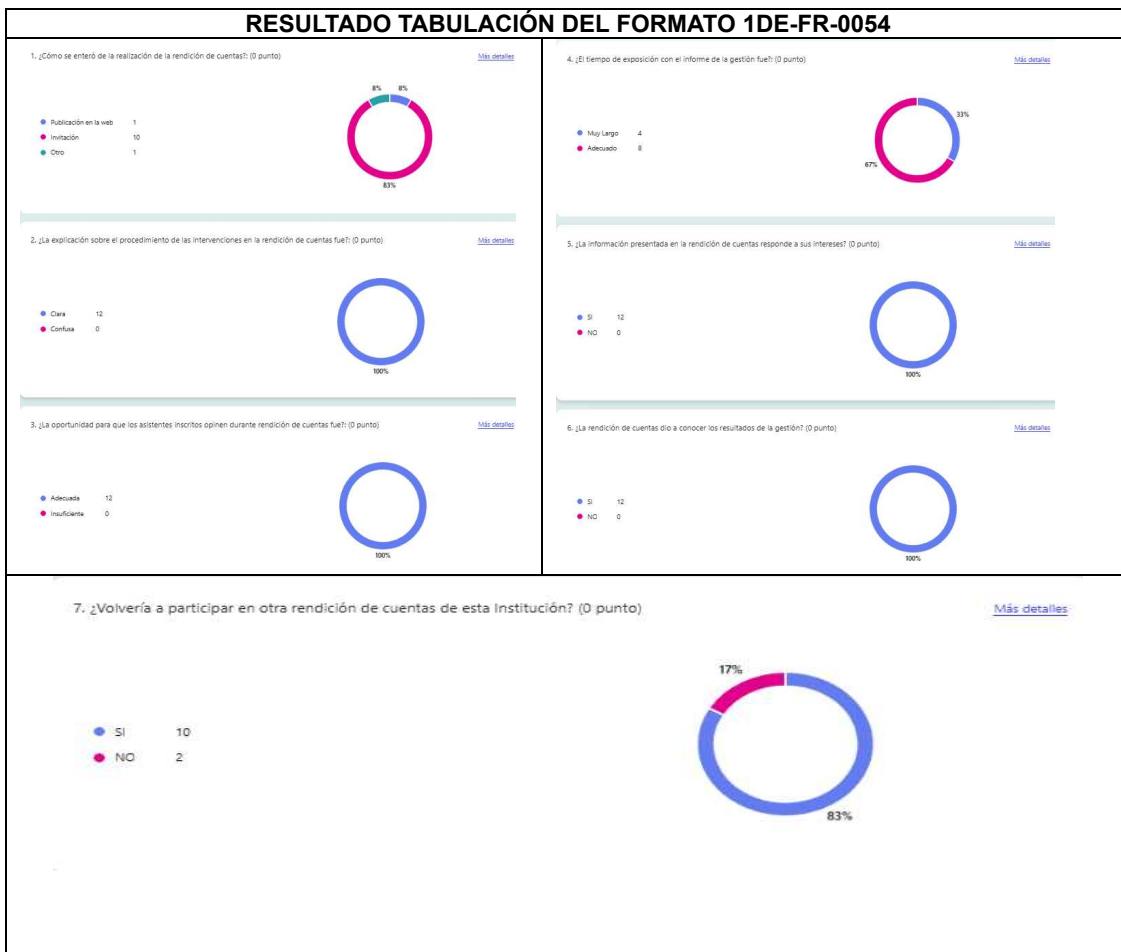 RESULTADO TABULACIÓN DEL FORMATO 1DE-FR-0054
1. ¿Cómo se enteró de la realización de la rendición de cuentas?: (0 punto)
Más detalles
Publicación en la web 1
Invitación 10
Otro 1
8% 8%
83%
2. ¿La explicación sobre el procedimiento de las intervenciones en la rendición de cuentas fue?: (0 punto)
Más detalles
Clara 12
Confusa 0
100%
3. ¿La oportunidad para que los asistentes inscritos opinen durante rendición de cuentas fue?: (0 punto)
Más detalles
Adecuada 12
Insuficiente 0
100%
4. ¿El tiempo de exposición con el informe de la gestión fue?: (0 punto)
Más detalles
Muy Largo 4
Adecuado 8
33%
67%
5. ¿La información presentada en la rendición de cuentas responde a sus intereses? (0 punto)
Más detalles
SI 12
NO 0
100%
6. ¿La rendición de cuentas dio a conocer los resultados de la gestión? (0 punto)
Más detalles
SI 12
NO 0
100%
7. ¿Volvería a participar en otra rendición de cuentas de esta Institución? (0 punto)
Más detalles
SI 10
NO 2
17%
83%